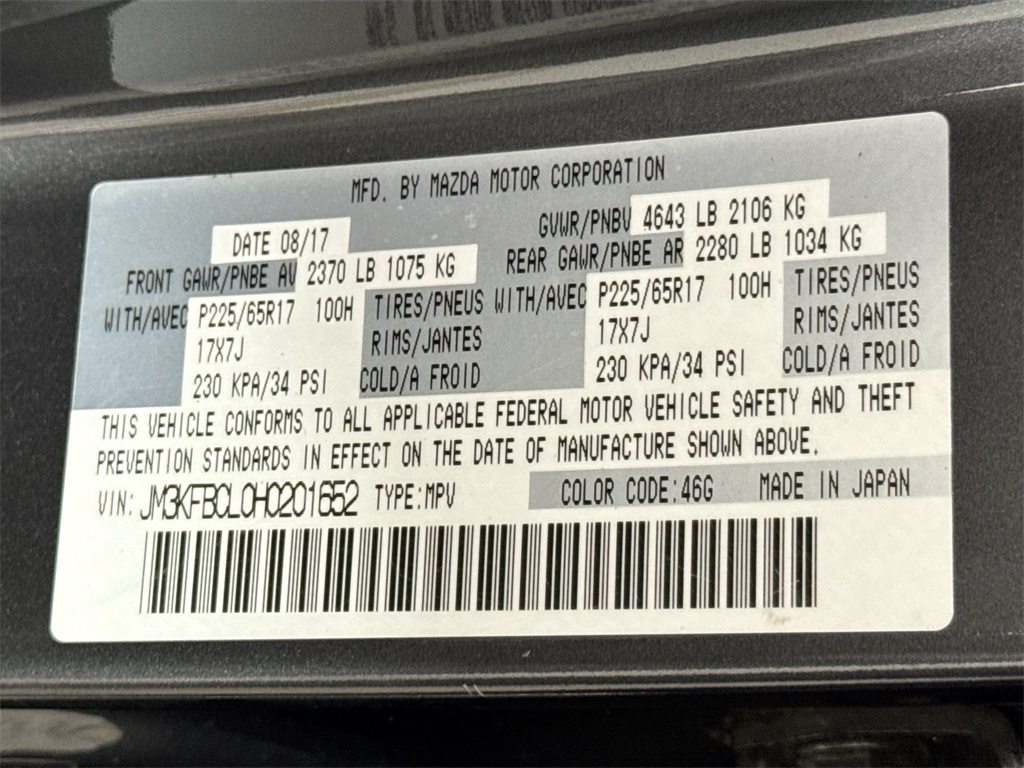 MFD. BY MAZDA MOTOR CORPORATION
DATE 08/17 GVWR/PNBV 4643 LB 2106 KG
FRONT GAWR/PNBE AV 2370 LB 1075 KG REAR GAWR/PNBE AR 2280 LB 1034 KG
WITH/AVEC P225/65R17 100H TIRES/PNEUS WITH/AVEC P225/65R17 100H TIRES/PNEUS
17X7J RIMS/JANTES 17X7J RIMS/JANTES
230 KPA/34 PSI COLD/A FROID 230 KPA/34 PSI COLD/A FROID
THIS VEHICLE CONFORMS TO ALL APPLICABLE FEDERAL MOTOR VEHICLE SAFETY AND THEFT
PREVENTION STANDARDS IN EFFECT ON THE DATE OF MANUFACTURE SHOWN ABOVE.
VIN: JM3KFBCL0H0201652 TYPE:MPV COLOR CODE:46G MADE IN JAPAN